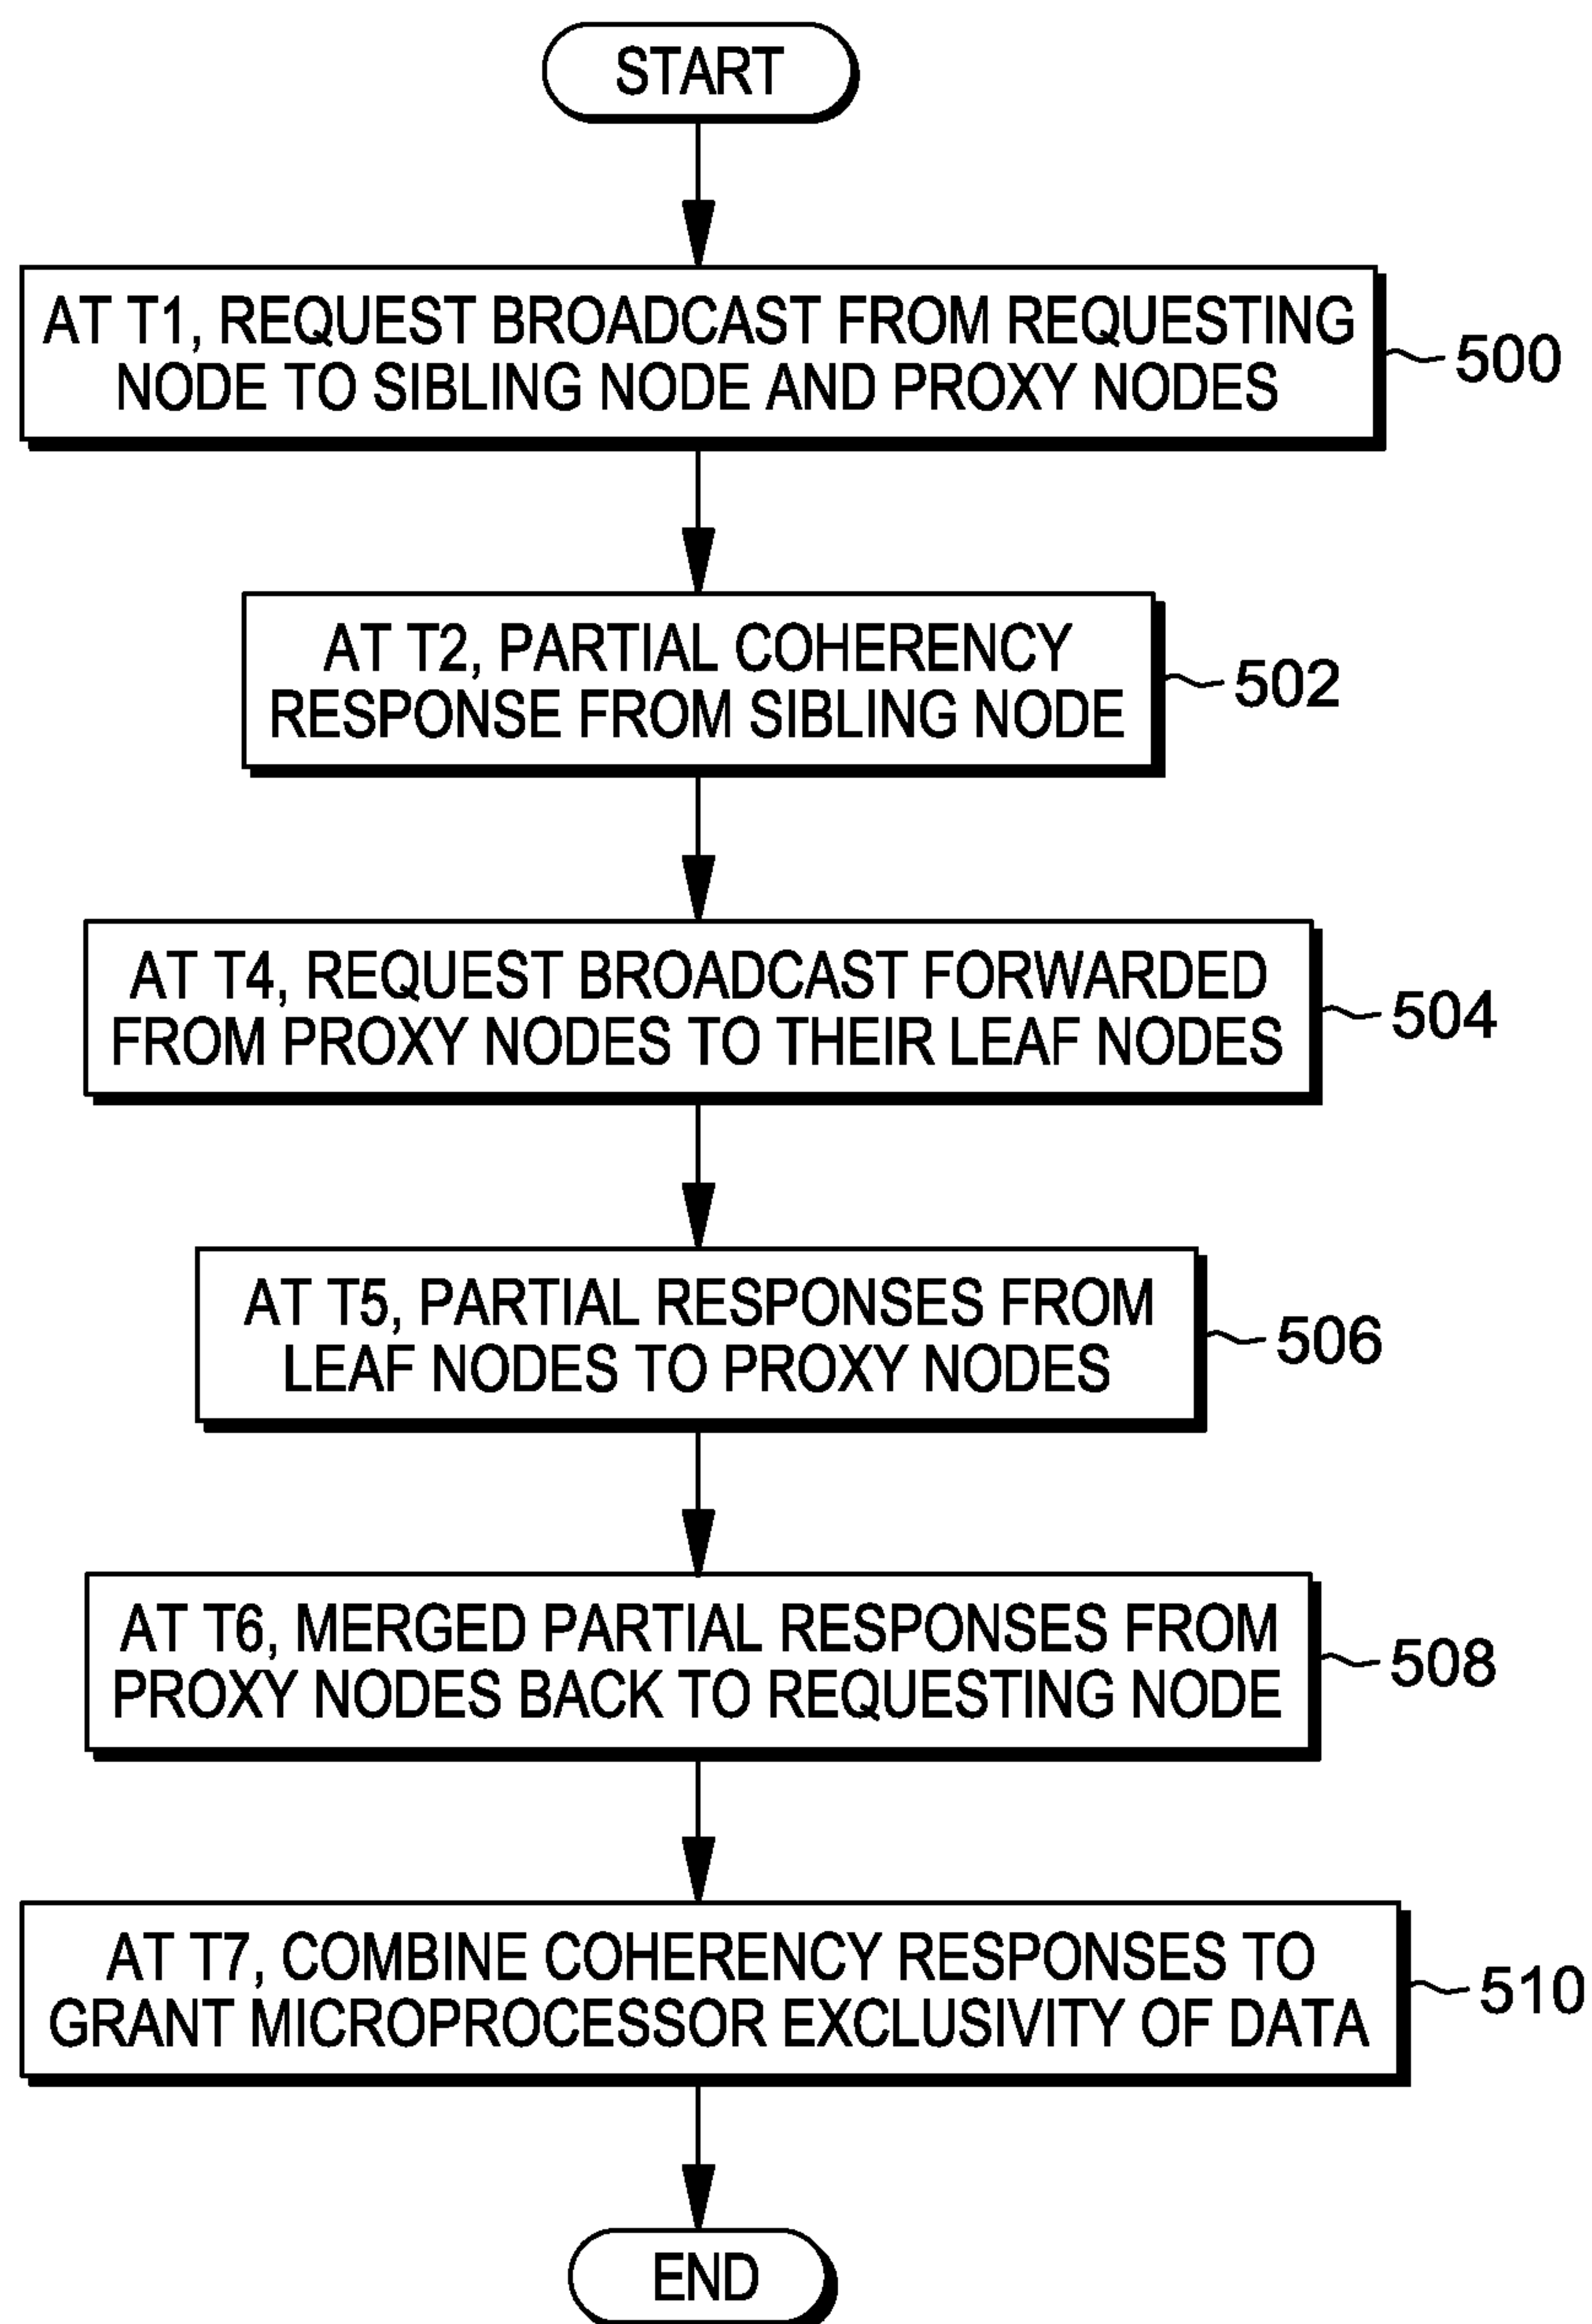 START
AT T1, REQUEST BROADCAST FROM REQUESTING
NODE TO SIBLING NODE AND PROXY NODES
500
AT T2, PARTIAL COHERENCY
RESPONSE FROM SIBLING NODE
502
AT T4, REQUEST BROADCAST FORWARDED
FROM PROXY NODES TO THEIR LEAF NODES
504
AT T5, PARTIAL RESPONSES FROM
LEAF NODES TO PROXY NODES
506
AT T6, MERGED PARTIAL RESPONSES FROM
PROXY NODES BACK TO REQUESTING NODE
508
AT T7, COMBINE COHERENCY RESPONSES TO
GRANT MICROPROCESSOR EXCLUSIVITY OF DATA
510
END